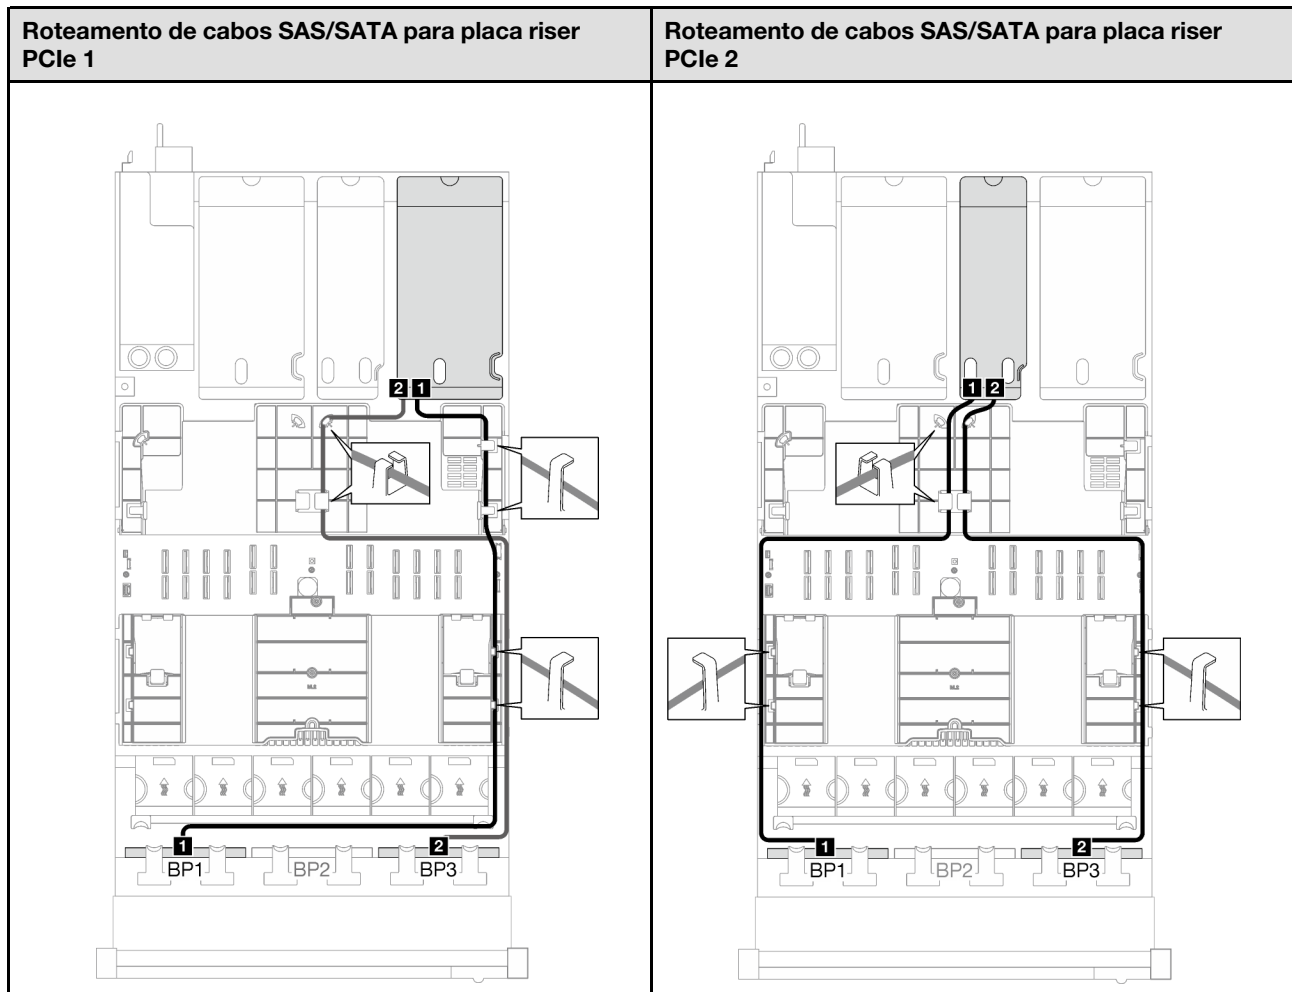 Roteamento de cabos SAS/SATA para placa riser
PCIe 1
Roteamento de cabos SAS/SATA para placa riser
PCIe 2
2 1
1 2
M.2
1
2
BP1
BP2
BP3
1
2
BP1
BP2
BP3